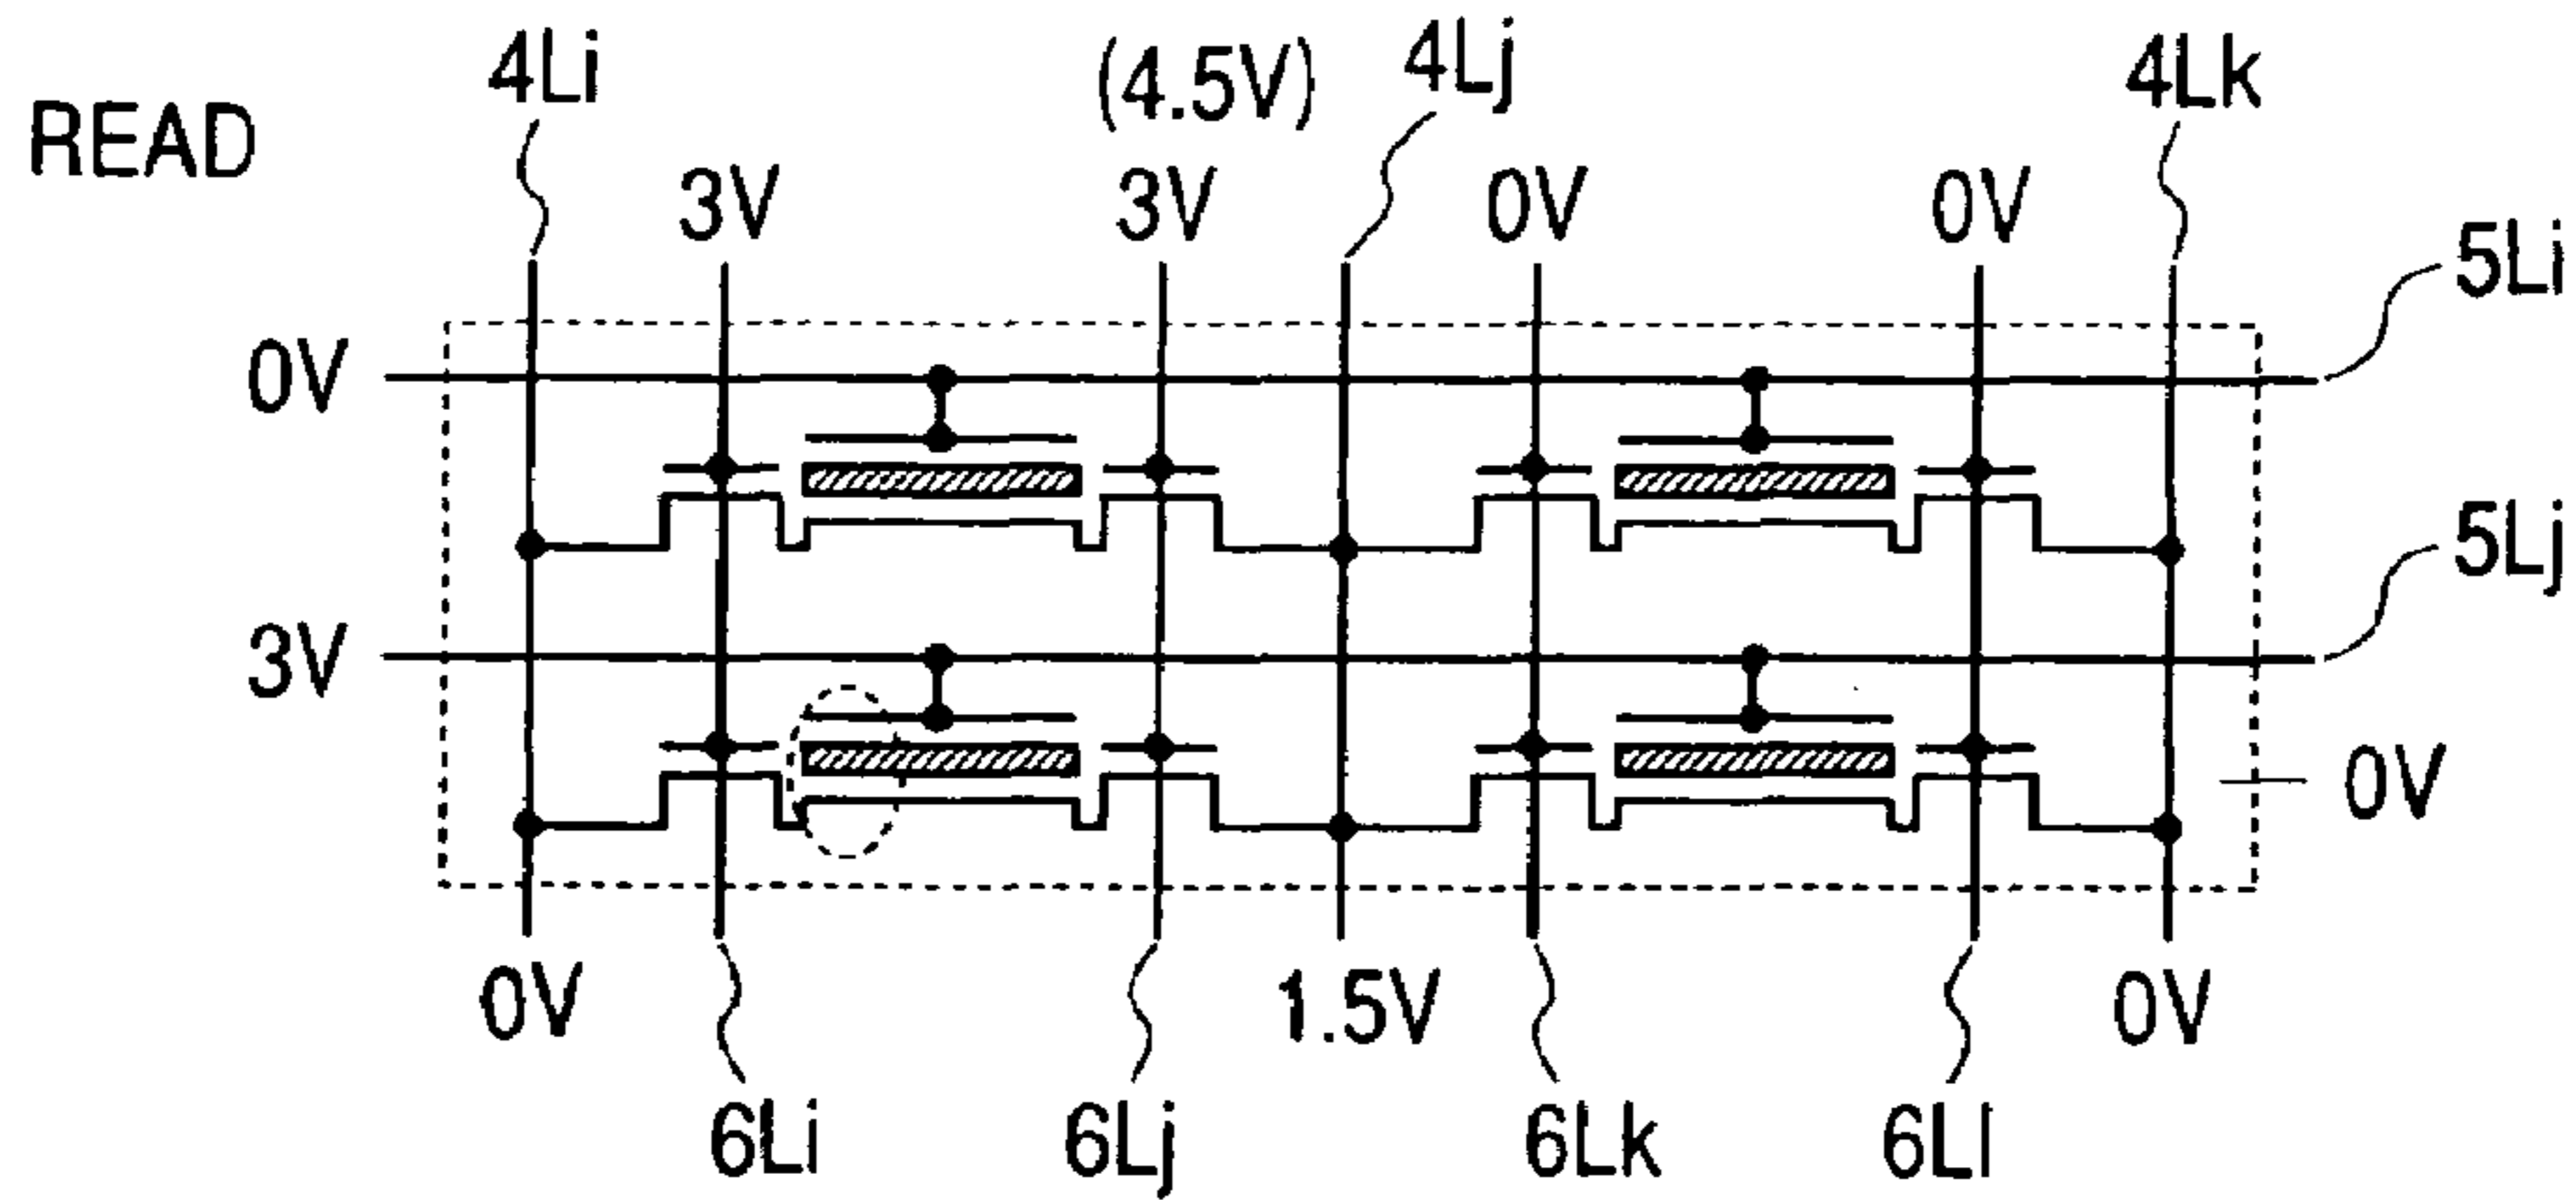 READ
4Li
(4.5V)
4Lj
4Lk
3V
3V
0V
0V
5Li
0V
5Lj
3V
0V
0V
1.5V
0V
6Li
6Lj
6Lk
6Ll